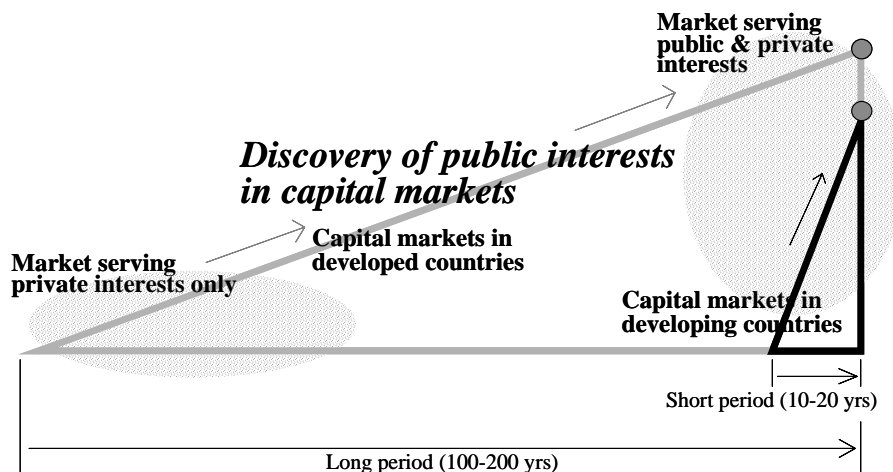 Market serving
public & private
interests
Discovery of public interests
in capital markets
Capital markets in
developed countries
Market serving
private interests only
Capital markets in
developing countries
Short period (10-20 yrs)
Long period (100-200 yrs)